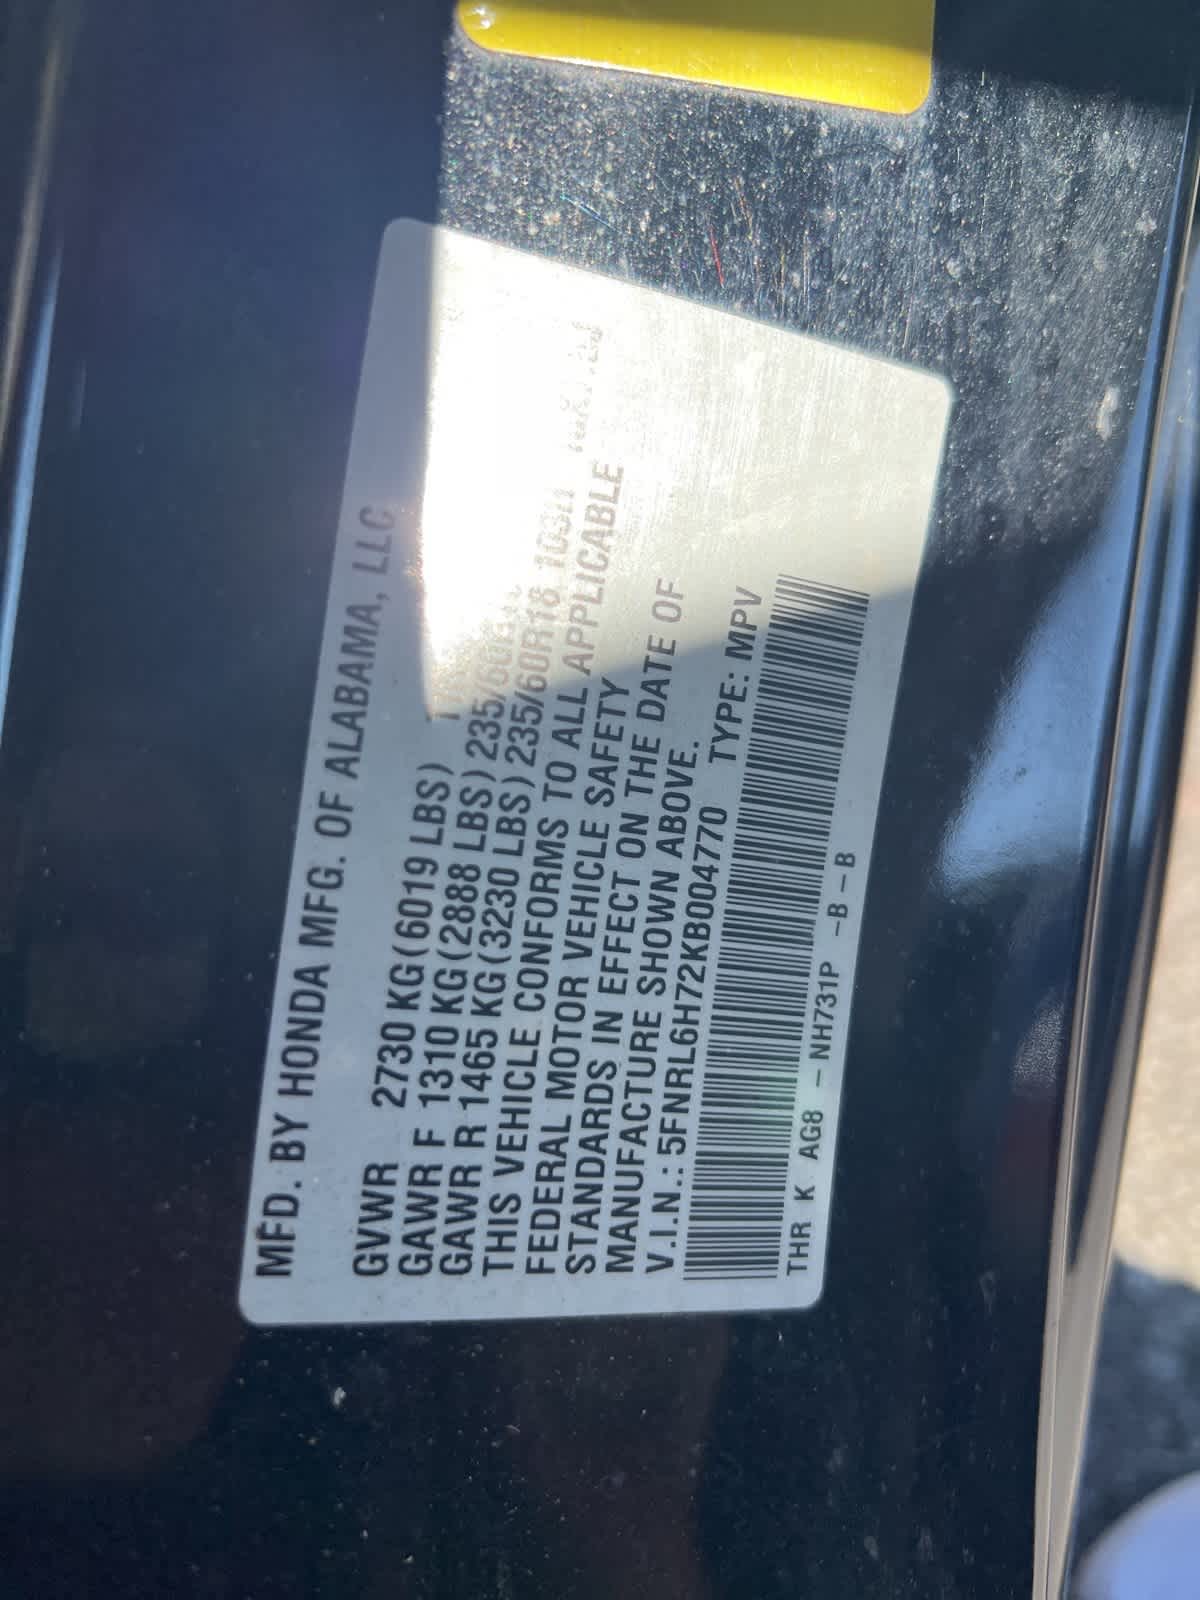 MFD. BY HONDA MFG. OF ALABAMA, LLC
GVWR 2730 KG(6019 LBS)
GAWR F 1310 KG(2888 LBS)
GAWR R 1465 KG(3230 LBS) 235/60R18
THIS VEHICLE CONFORMS TO ALL APPLICABLE
FEDERAL MOTOR VEHICLE SAFETY
STANDARDS IN EFFECT ON THE DATE OF
MANUFACTURE SHOWN ABOVE.
V.I.N.: 5FNRL6H72KB004770 TYPE: MPV
THR K AG8 – NH731P –B – B